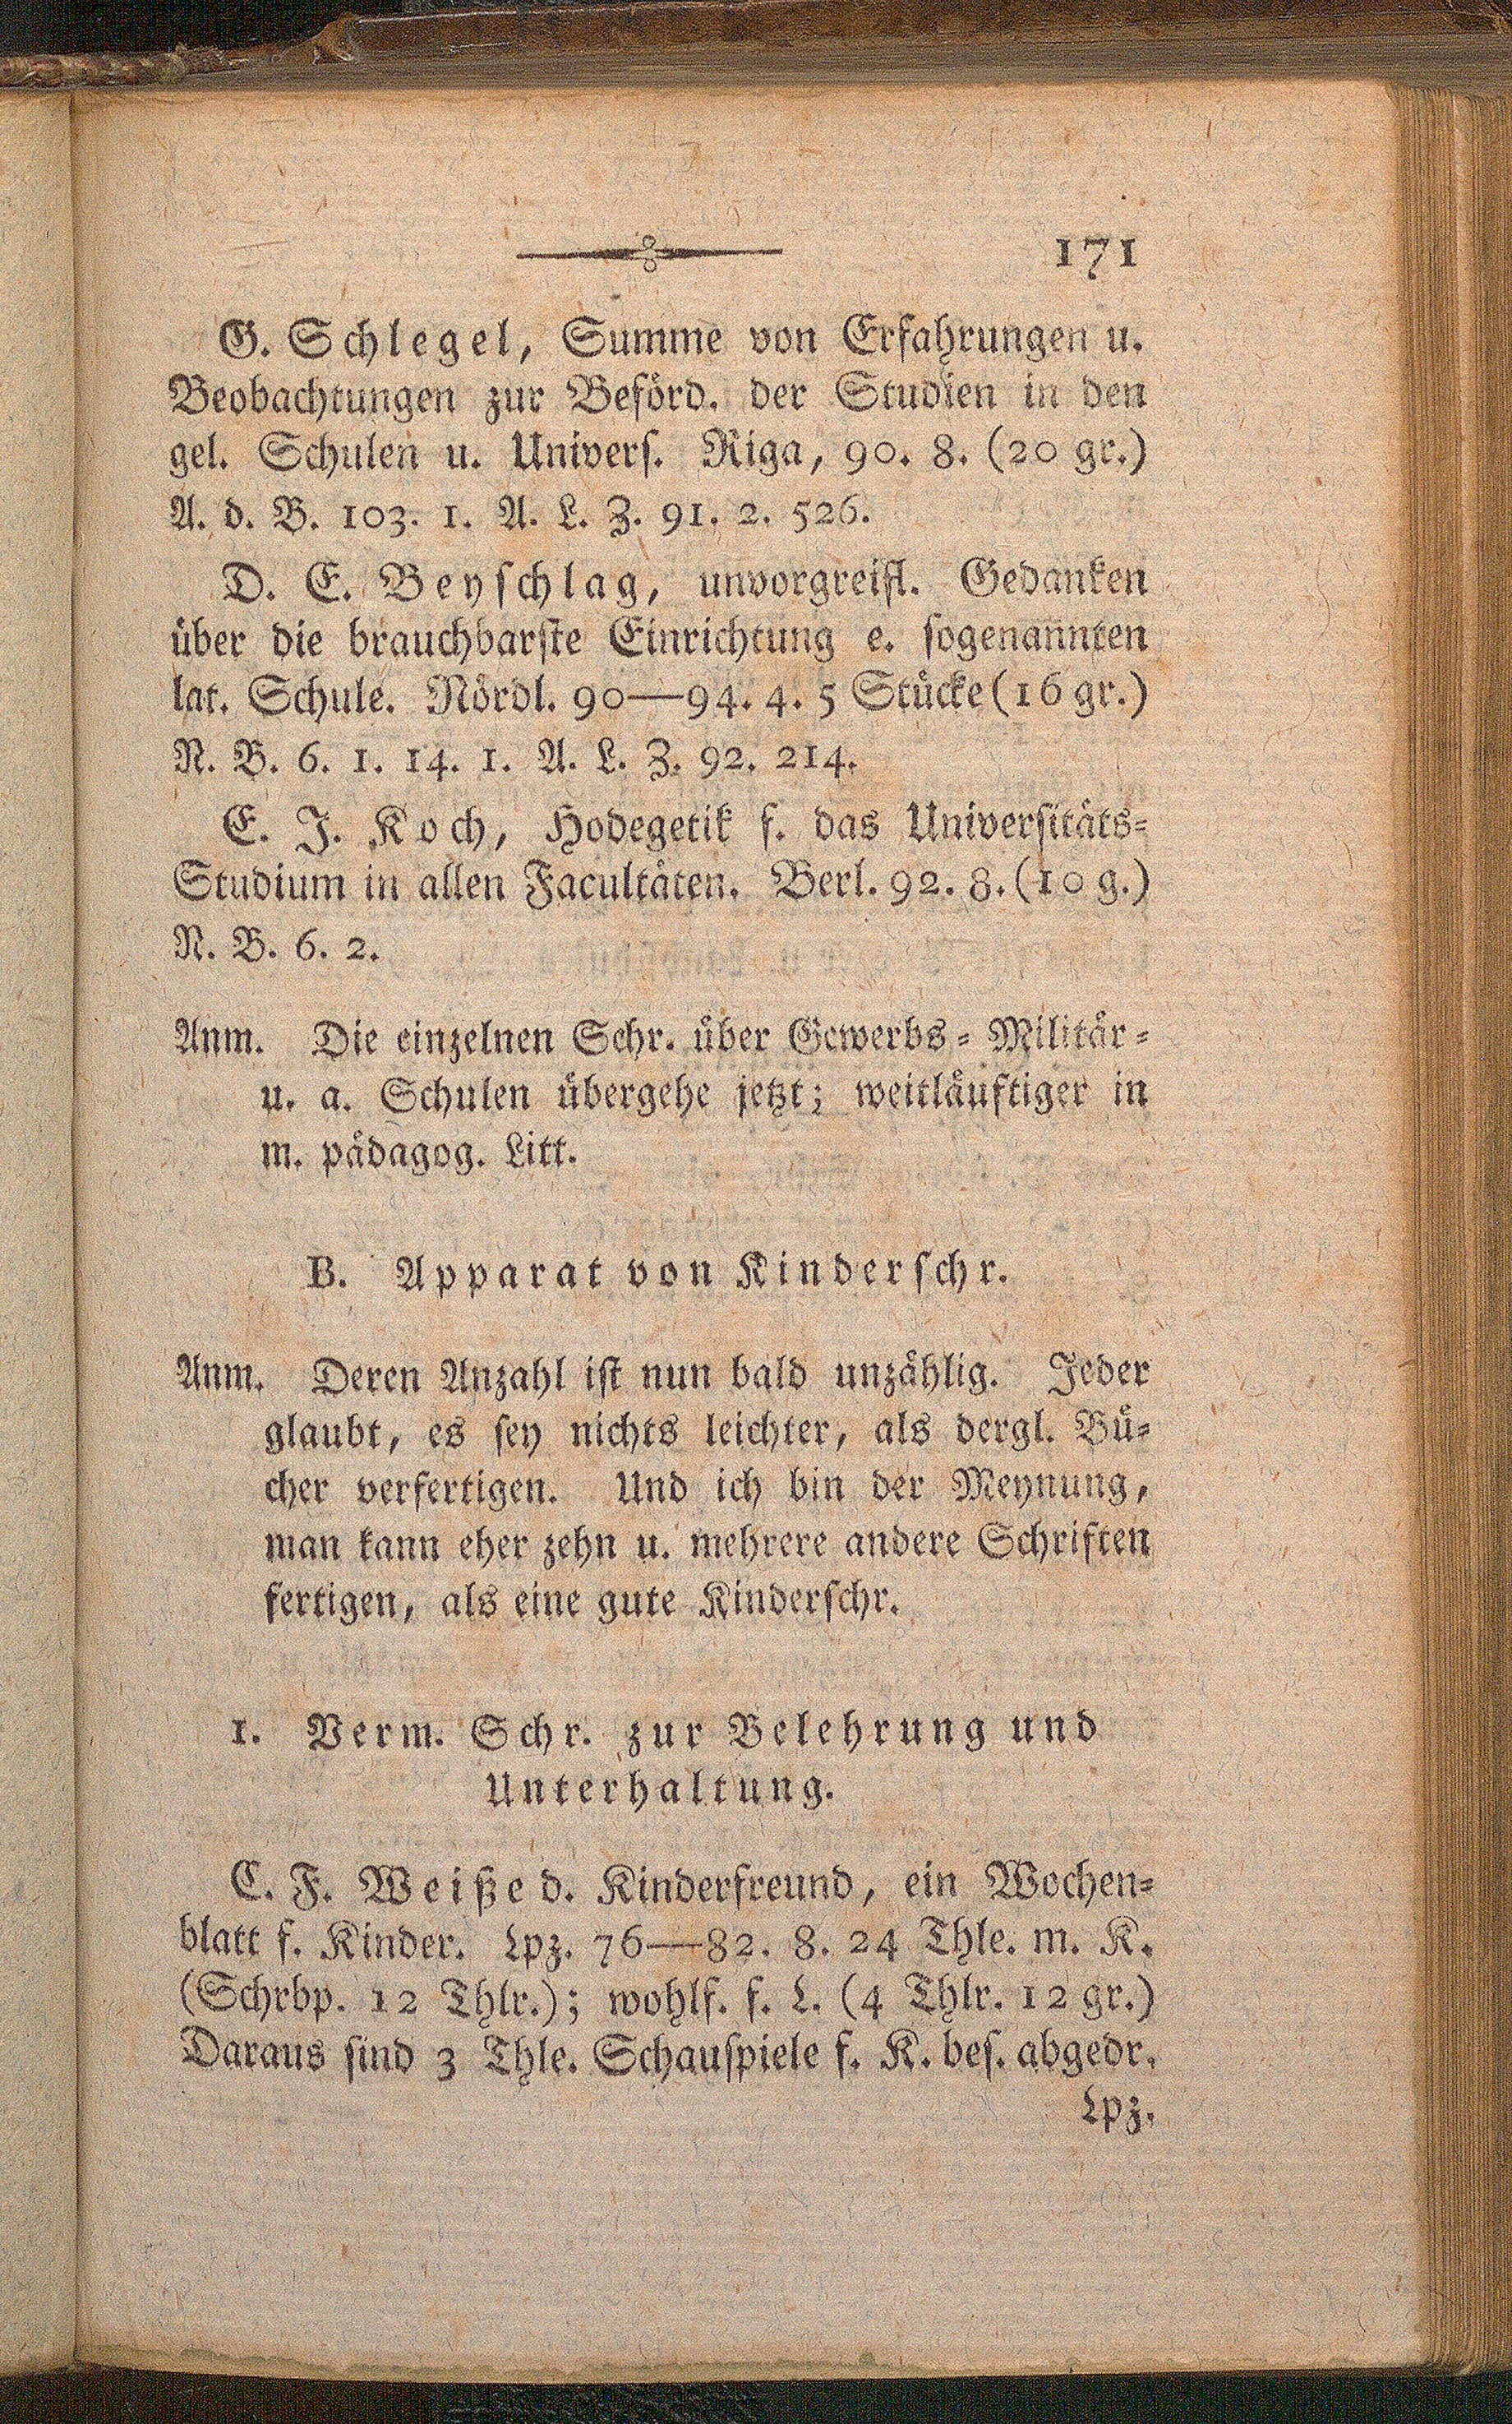 171
G. Schlegel, Summe von Erfahrungen u.
Beobachtungen zur Beförd. der Studien in den
gel. Schulen u. Univers. Riga, 90. 8. (20 gr.)
A. d. B. 103. 1. A. L. Z. 91. 2. 526.
D. E. Beyschlag, unvorgreifl. Gedanken
über die brauchbarste Einrichtung e. sogenannten
lat. Schule. Nördl. 90—94. 4. 5 Stücke (16 gr.)
N. B. 6. 1. 14. 1. A. L. Z. 92. 214.
E. J. Koch, Hodegetik f. das Universitäts-
Studium in allen Facultäten. Berl. 92. 8. (10 g.)
N. B. 6. 2.
Anm. Die einzelnen Schr. über Gewerbs- Militär-
u. a. Schulen übergehe jetzt; weitläuftiger in
m. pädagog. Litt.
B. Apparat von Kinderschr.
Anm. Deren Anzahl ist nun bald unzählig. Jeder
glaubt, es sey nichts leichter, als dergl. Bü-
cher verfertigen. Und ich bin der Meynung,
man kann eher zehn u. mehrere andere Schriften
fertigen, als eine gute Kinderschr.
1. Verm. Schr. zur Belehrung und
Unterhaltung.
C. F. Weiße d. Kinderfreund, ein Wochen-
blatt f. Kinder. Lpz. 76—82. 8. 24 Thle. m. K.
(Schrbp. 12 Thlr.); wohlf. f. L. (4 Thlr. 12 gr.)
Daraus sind 3 Thle. Schauspiele f. K. bes. abgedr.
Lpz.